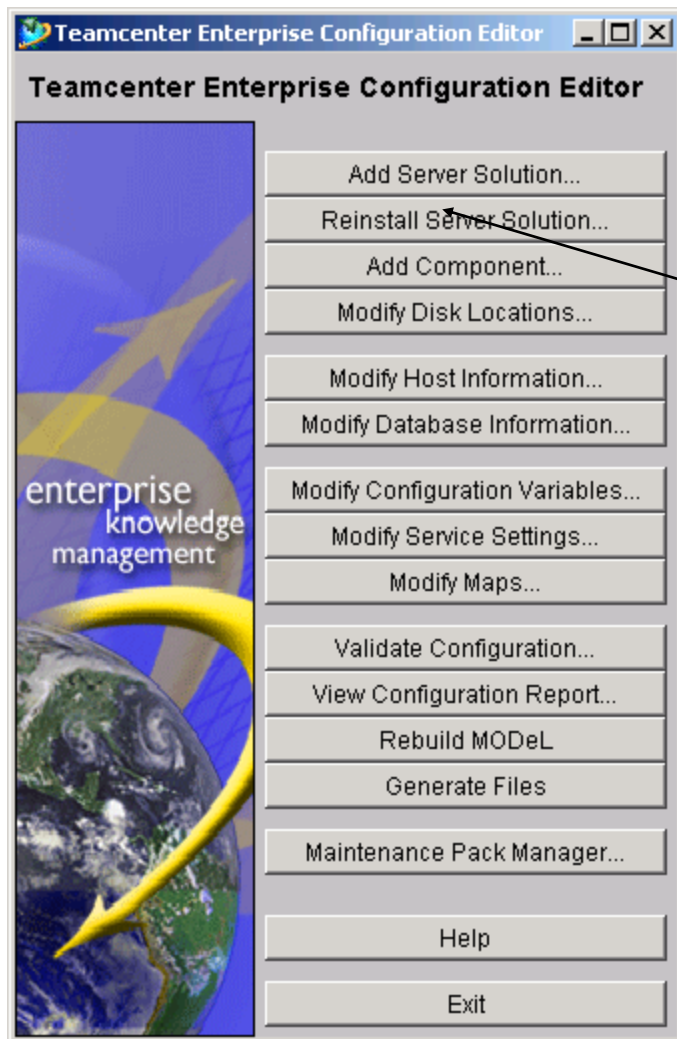 Teamcenter Enterprise Configuration Editor
Teamcenter Enterprise Configuration Editor
Add Server Solution...
Reinstall Server Solution...
Add Component...
Modify Disk Locations...
Modify Host Information...
Modify Database Information...
enterprise
knowledge
management
Modify Configuration Variables...
Modify Service Settings...
Modify Maps...
Validate Configuration...
View Configuration Report...
Rebuild MODeL
Generate Files
Maintenance Pack Manager...
Help
Exit